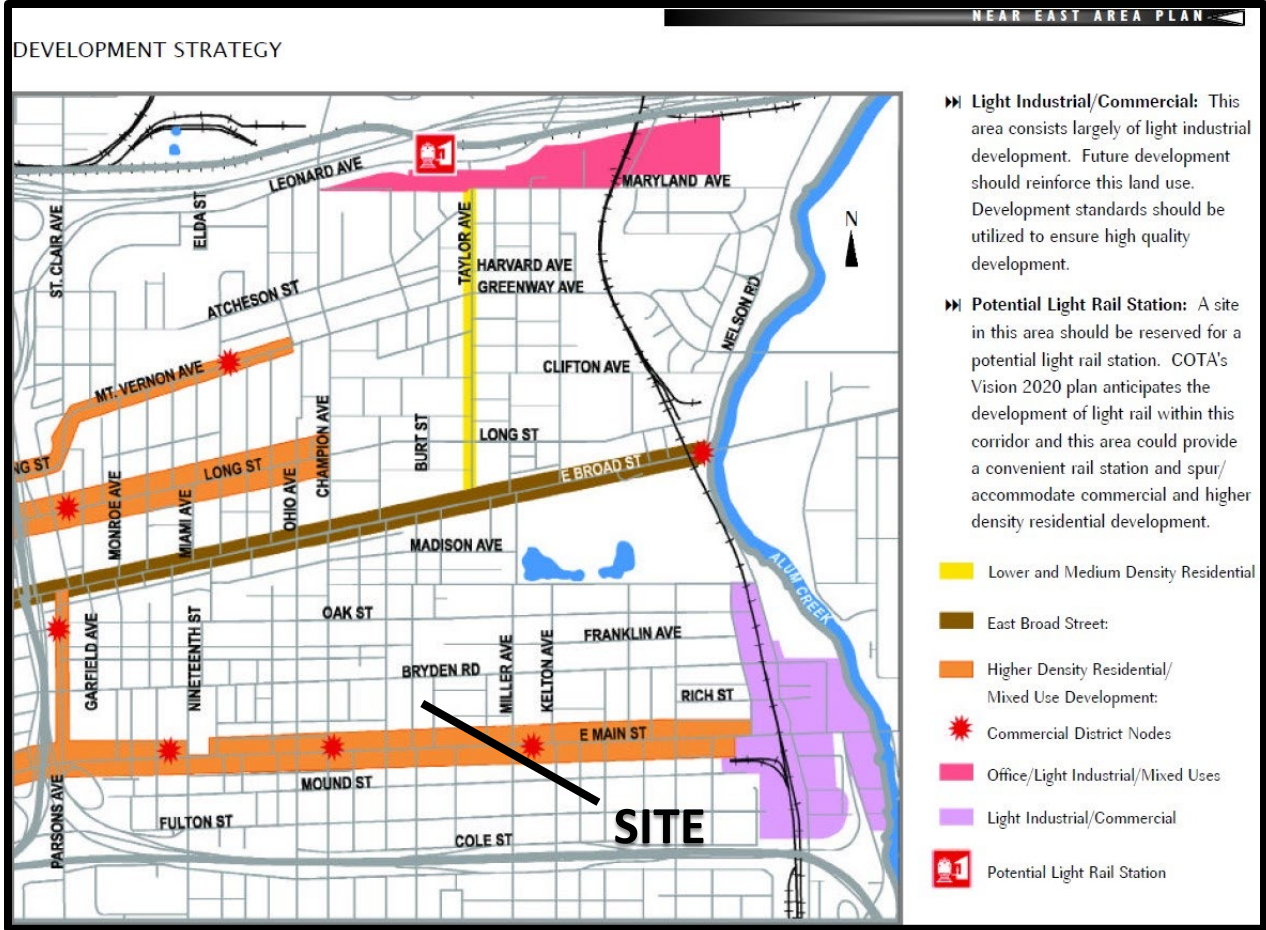 NEAR EAST AREA PLAN
DEVELOPMENT STRATEGY
LEONARD AVE
MARYLAND AVE
ST. CLAIR AVE
ELDA ST
TAYLOR AVE
N
HARVARD AVE
GREENWAY AVE
ATCHESON ST
NELSON RD
MT. VERNON AVE
CLIFTON AVE
CHAMPION AVE
BURT ST
LONG ST
E BROAD ST
NG ST
LONG ST
MONROE AVE
MIAMI AVE
OHIO AVE
MADISON AVE
ALUM CREEK
OAK ST
FRANKLIN AVE
GARFIELD AVE
NINETEENTH ST
BRYDEN RD
MILLER AVE
KELTON AVE
RICH ST
E MAIN ST
MOUND ST
PARSONS AVE
FULTON ST
COLE ST
SITE
Light Industrial/Commercial: This
area consists largely of light industrial
development. Future development
should reinforce this land use.
Development standards should be
utilized to ensure high quality
development.
Potential Light Rail Station: A site
in this area should be reserved for a
potential light rail station. COTA's
Vision 2020 plan anticipates the
development of light rail within this
corridor and this area could provide
a convenient rail station and spur/
accommodate commercial and higher
density residential development.
Lower and Medium Density Residential
East Broad Street:
Higher Density Residential/
Mixed Use Development:
Commercial District Nodes
Office/Light Industrial/Mixed Uses
Light Industrial/Commercial
Potential Light Rail Station